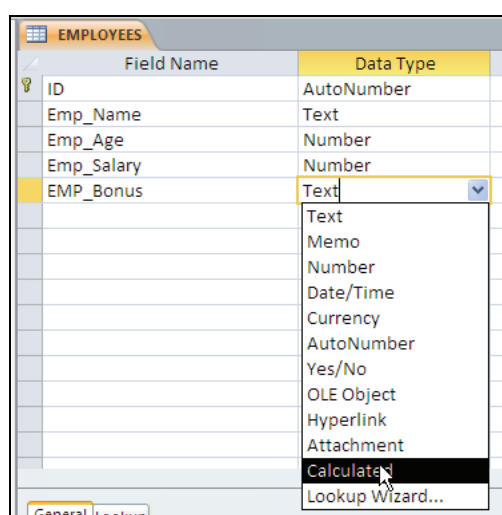 EMPLOYEES
Field Name Data Type
ID AutoNumber
Emp_Name Text
Emp_Age Number
Emp_Salary Number
EMP_Bonus Text
Text
Memo
Number
Date/Time
Currency
AutoNumber
Yes/No
OLE Object
Hyperlink
Attachment
Calculated
Lookup Wizard...
General Lookup